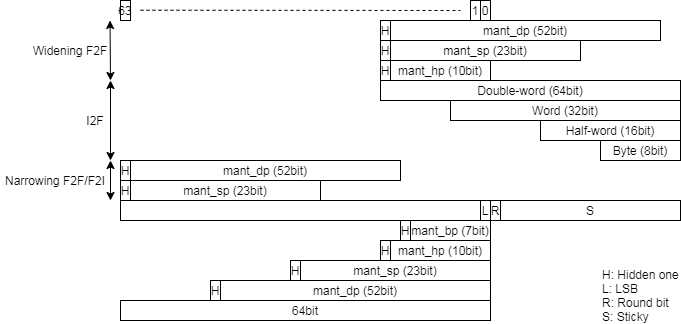 63 1 0
H mant_dp (52bit)
Widening F2F H mant_sp (23bit)
H mant_hp (10bit)
Double-word (64bit)
I2F Word (32bit)
Half-word (16bit)
Byte (8bit)
H mant_dp (52bit)
Narrowing F2F/F2I H mant_sp (23bit)
L R S
H mant_bp (7bit)
H mant_hp (10bit)
H mant_sp (23bit)
H mant_dp (52bit)
64bit
H: Hidden one
L: LSB
R: Round bit
S: Sticky